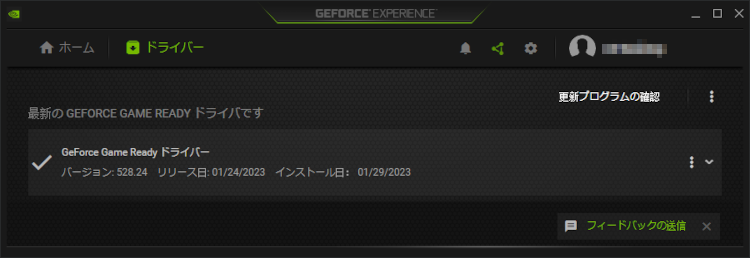 GEFORCE EXPERIENCE
ホーム ドライバー
更新プログラムの確認
最新の GEFORCE GAME READY ドライバです
GeForce Game Ready ドライバー
バージョン: 528.24 リリース日: 01/24/2023 インストール日: 01/29/2023
フィードバックの送信